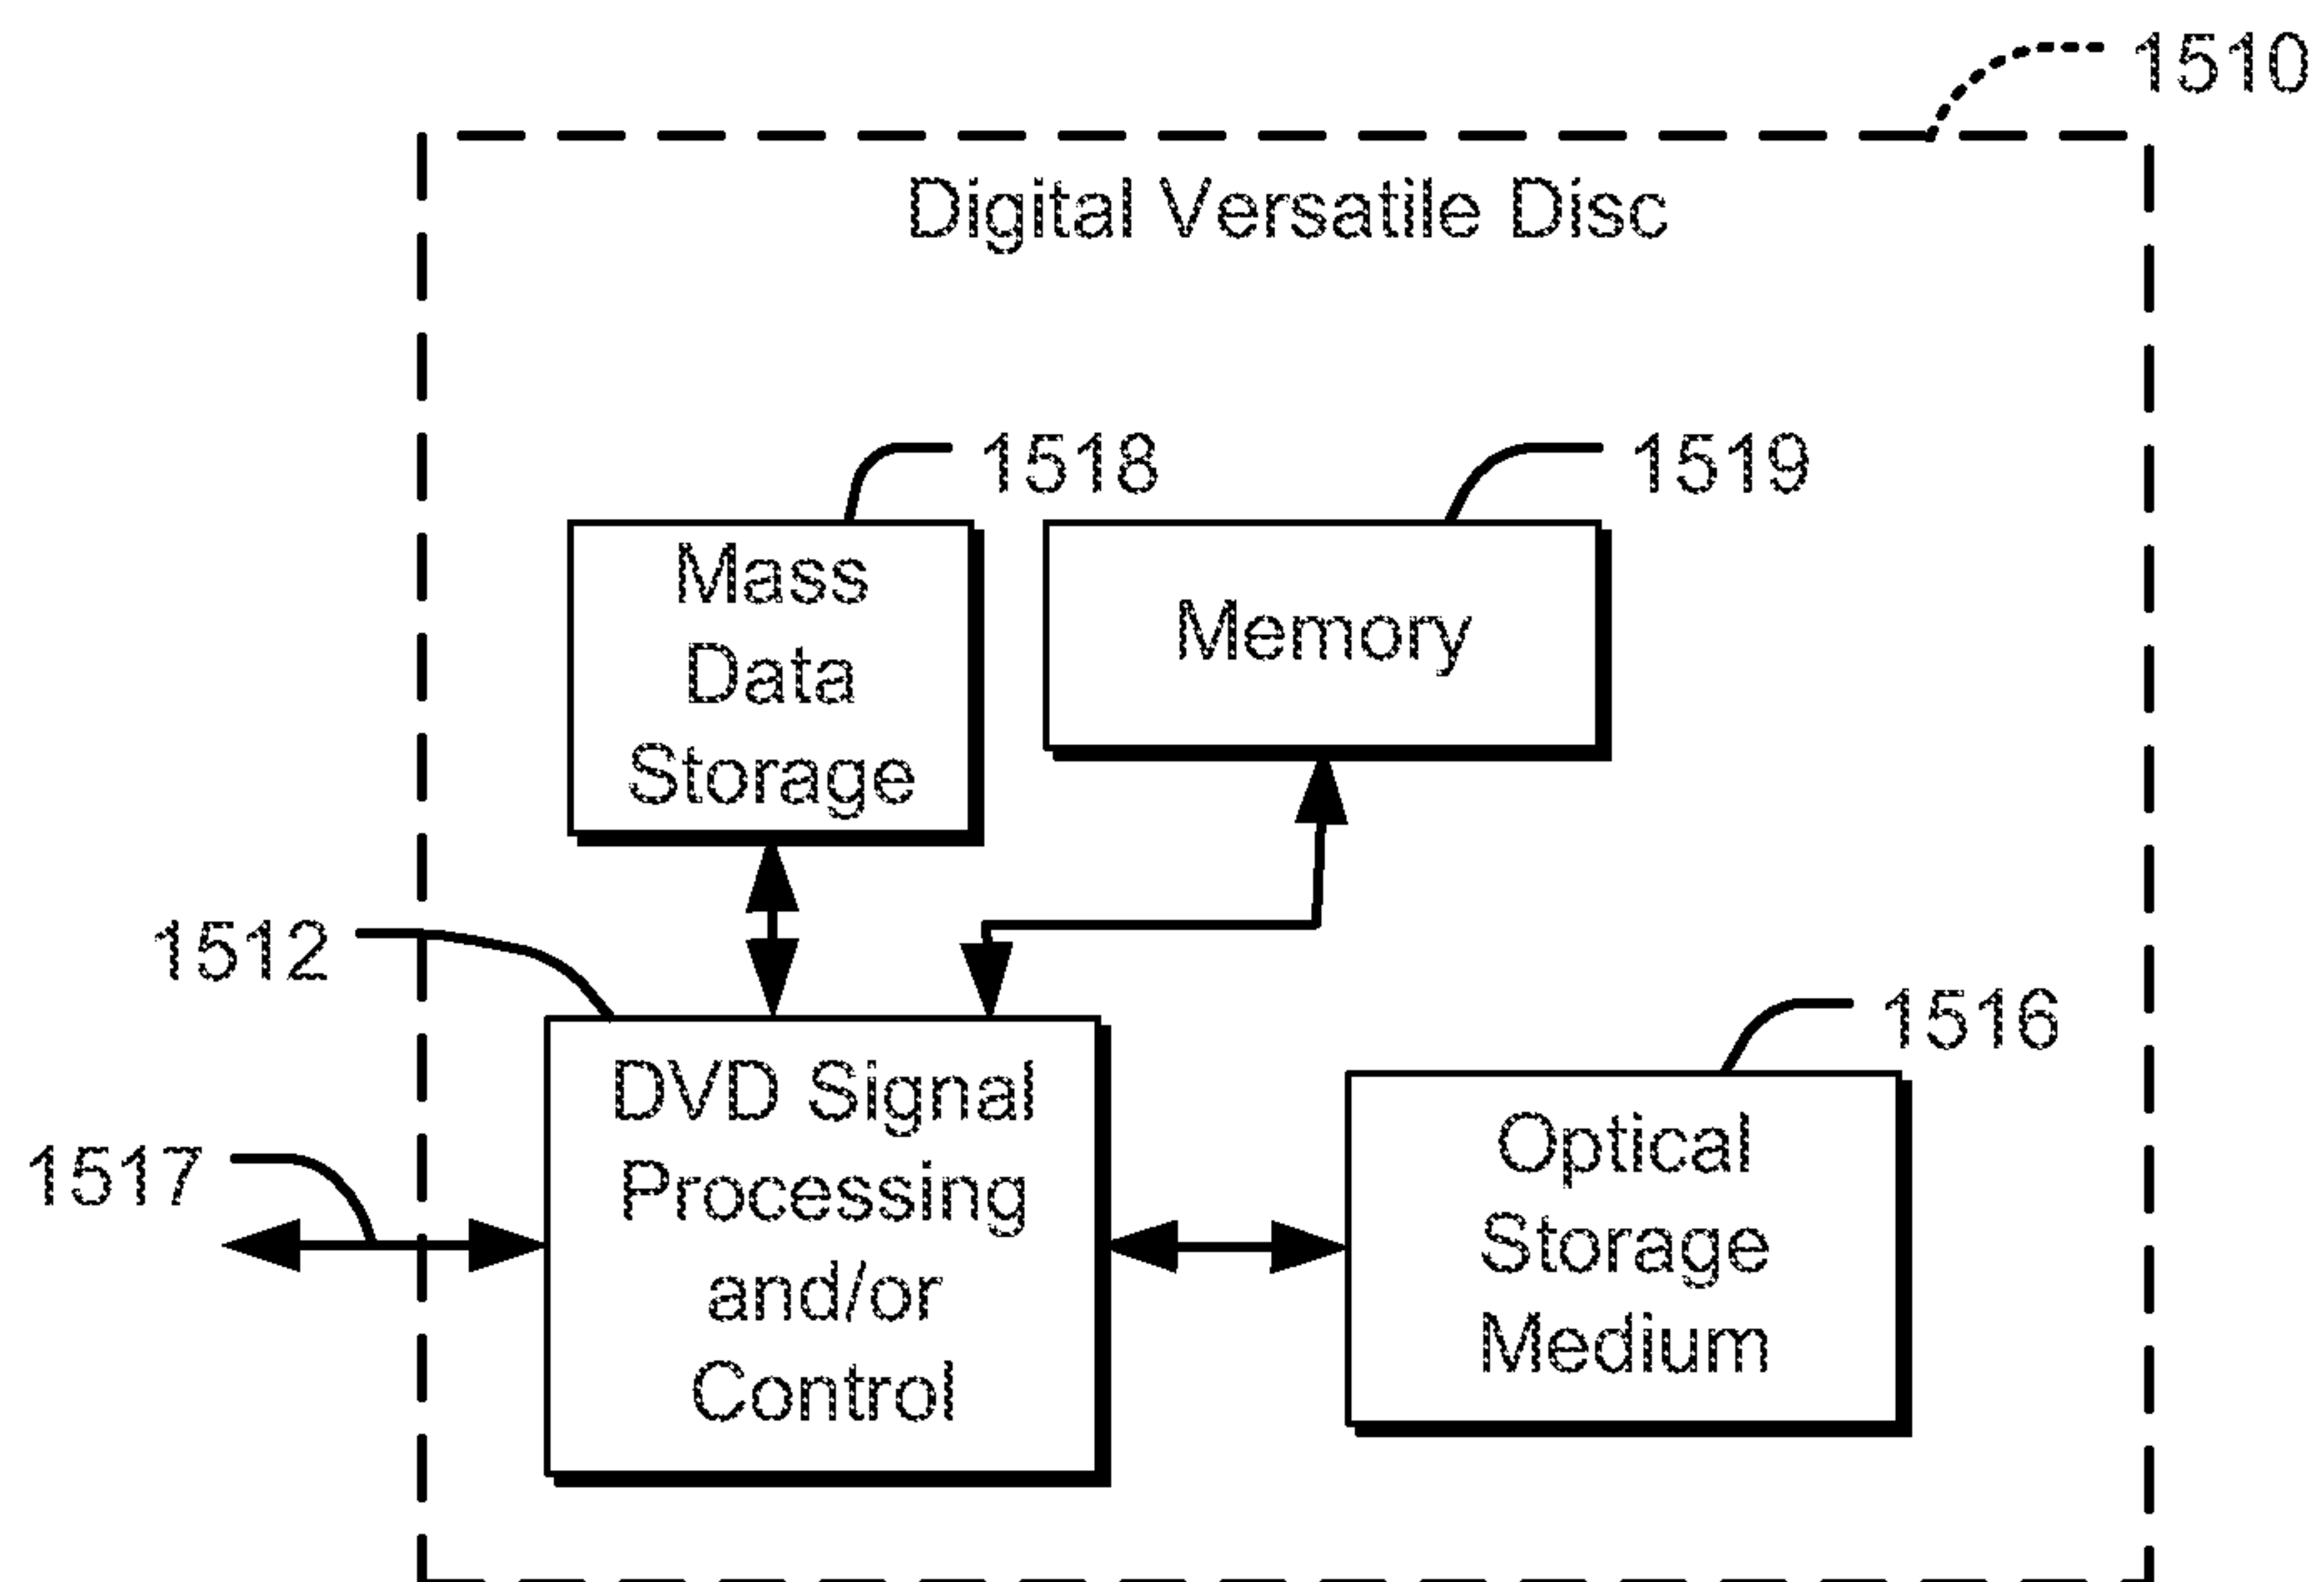 1510
Digital Versatile Disc
1518
1519
Mass
Data
Storage
Memory
1512
1516
DVD Signal
Processing
and/or
Control
1517
Optical
Storage
Medium